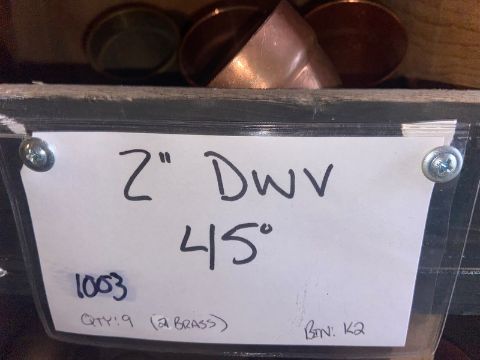 2" DWV
45°
1003
QTY: 9 (2 BRASS)
BIN: K2